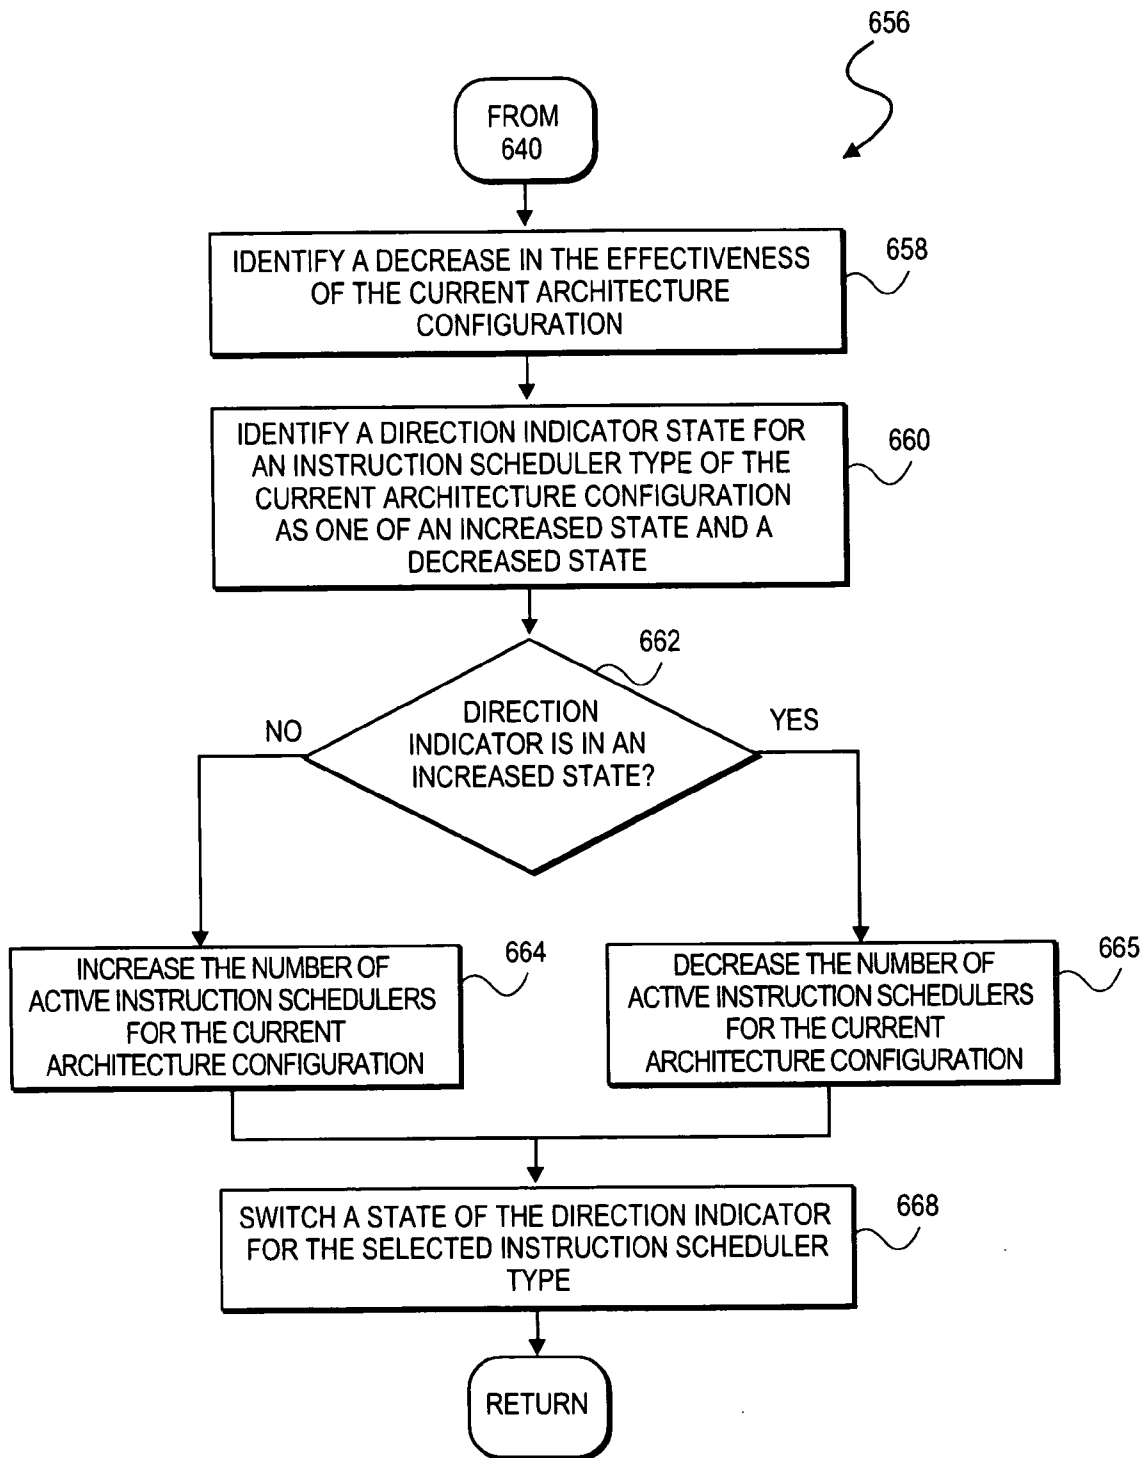 656
FROM
640
IDENTIFY A DECREASE IN THE EFFECTIVENESS
OF THE CURRENT ARCHITECTURE
CONFIGURATION
658
IDENTIFY A DIRECTION INDICATOR STATE FOR
AN INSTRUCTION SCHEDULER TYPE OF THE
CURRENT ARCHITECTURE CONFIGURATION
AS ONE OF AN INCREASED STATE AND A
DECREASED STATE
660
662
DIRECTION
INDICATOR IS IN AN
INCREASED STATE?
NO
YES
INCREASE THE NUMBER OF
ACTIVE INSTRUCTION SCHEDULERS
FOR THE CURRENT
ARCHITECTURE CONFIGURATION
664
DECREASE THE NUMBER OF
ACTIVE INSTRUCTION SCHEDULERS
FOR THE CURRENT
ARCHITECTURE CONFIGURATION
665
SWITCH A STATE OF THE DIRECTION INDICATOR
FOR THE SELECTED INSTRUCTION SCHEDULER
TYPE
668
RETURN